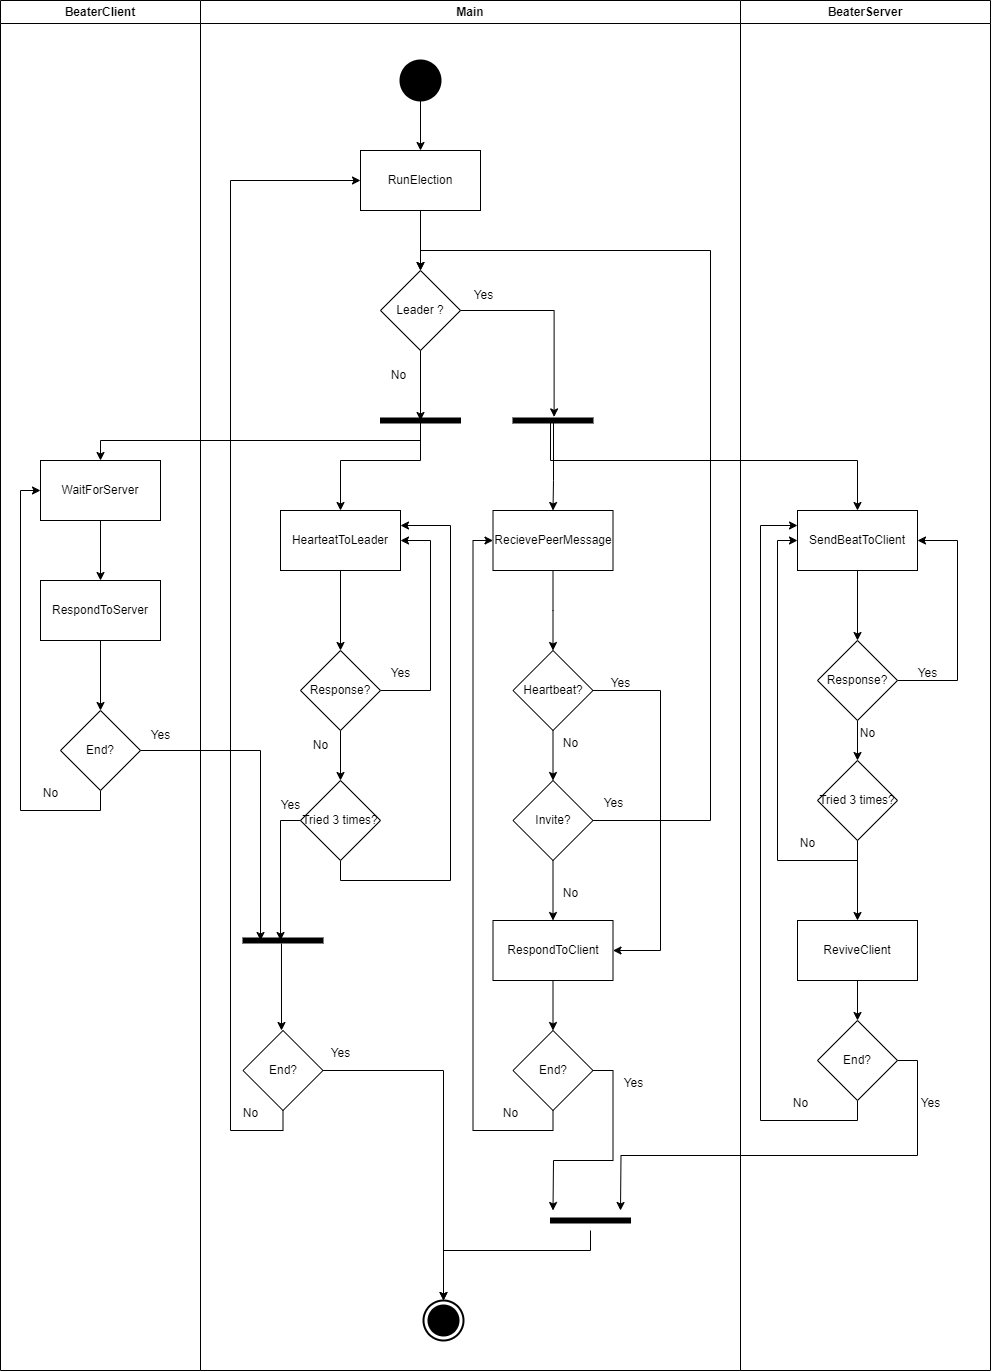 BeaterClient
Main
BeaterServer
RunElection
Leader ?
Yes
No
WaitForServer
HearteatToLeader
RecievePeerMessage
SendBeatToClient
RespondToServer
Response?
Yes
Heartbeat?
Yes
Response?
Yes
End?
Yes
No
No
No
No
Yes
Tried 3 times?
Invite?
Yes
Tried 3 times?
No
No
RespondToClient
ReviveClient
End?
Yes
No
End?
Yes
No
End?
Yes
No